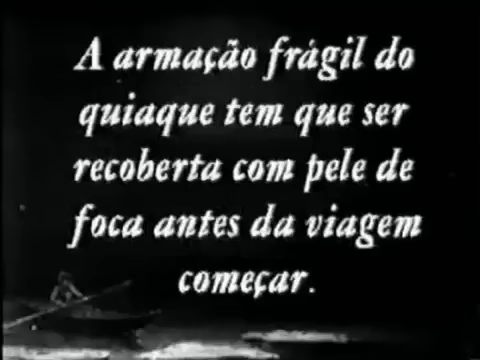 A armação frágil do
quiaque tem que ser
recoberta com pele de
foca antes da viagem
começar.